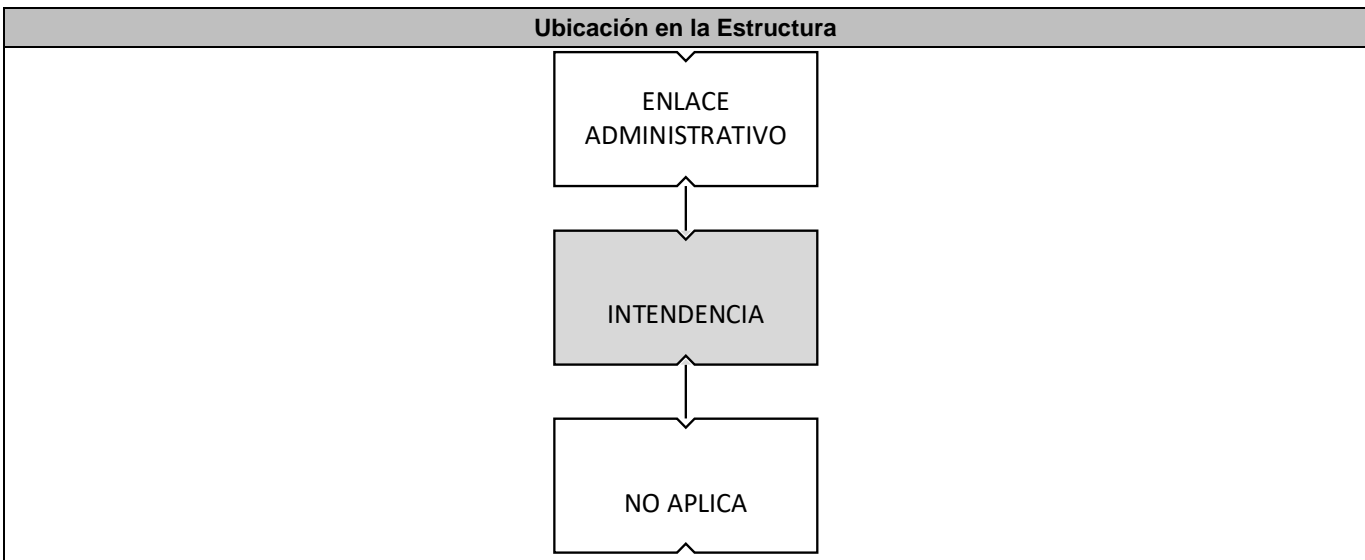 Ubicación en la Estructura
ENLACE
ADMINISTRATIVO
INTENDENCIA
NO APLICA